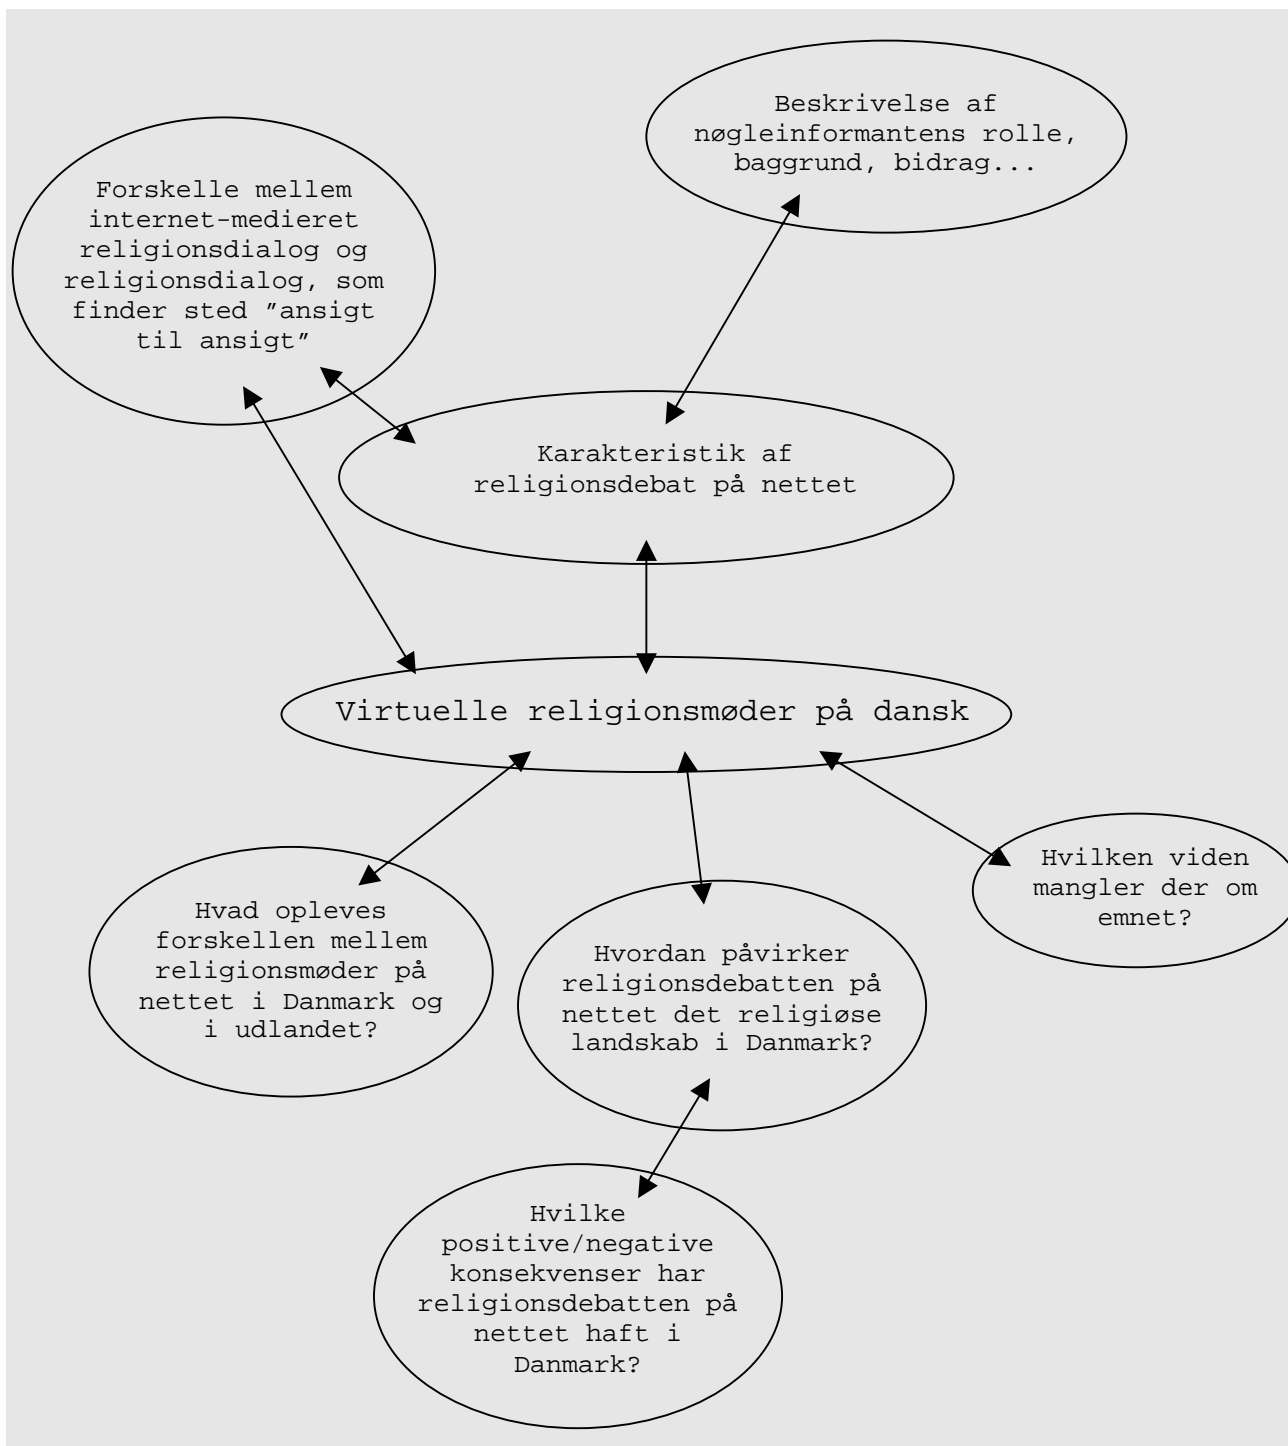 Beskrivelse af
nøgleinformantens rolle,
baggrund, bidrag...
Forskelle mellem
internet-medieret
religionsdialog og
religionsdialog, som
finder sted ”ansigt
til ansigt”
Karakteristik af
religionsdebat på nettet
Virtuelle religionsmøder på dansk
Hvad opleves
forskellen mellem
religionsmøder på
nettet i Danmark og
i udlandet?
Hvordan påvirker
religionsdebatten på
nettet det religiøse
landskab i Danmark?
Hvilken viden
mangler der om
emnet?
Hvilke
positive/negative
konsekvenser har
religionsdebatten på
nettet haft i
Danmark?